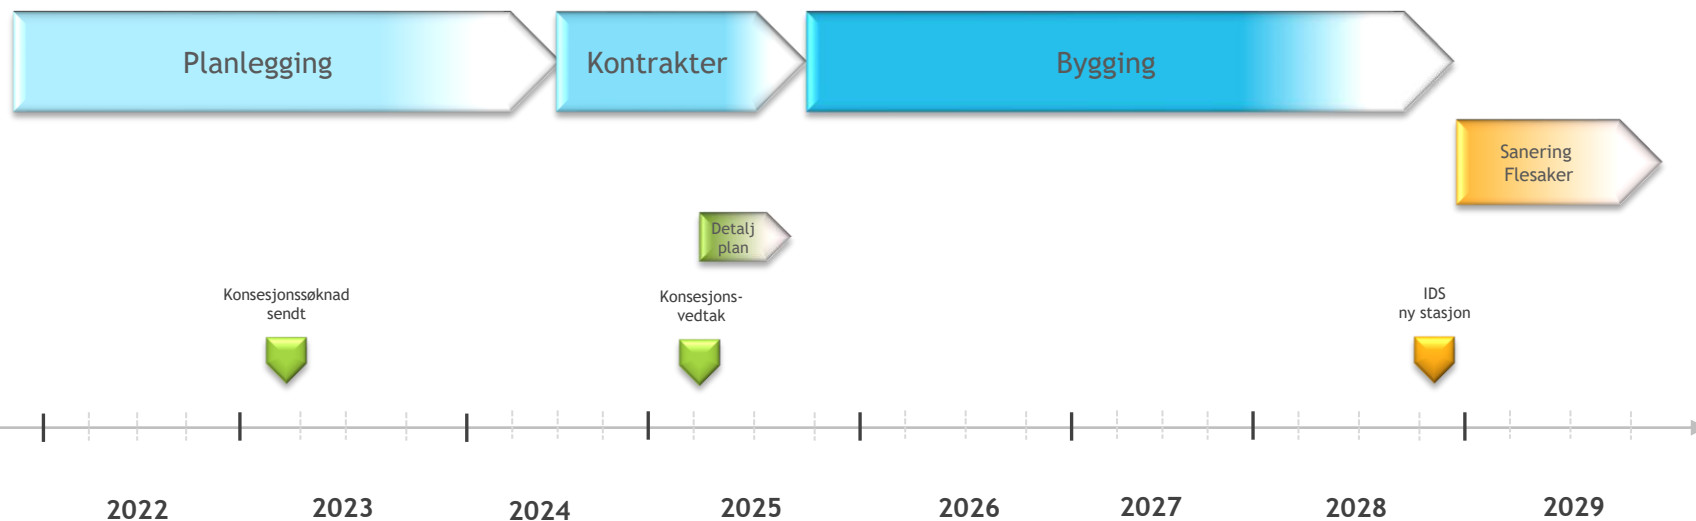 Planlegging
Kontrakter
Bygging
Sanering
Flesaker
Detalj
plan
Konsesjonssøknad
sendt
Konsesjons-
vedtak
IDS
ny stasjon
2022
2023
2024
2025
2026
2027
2028
2029